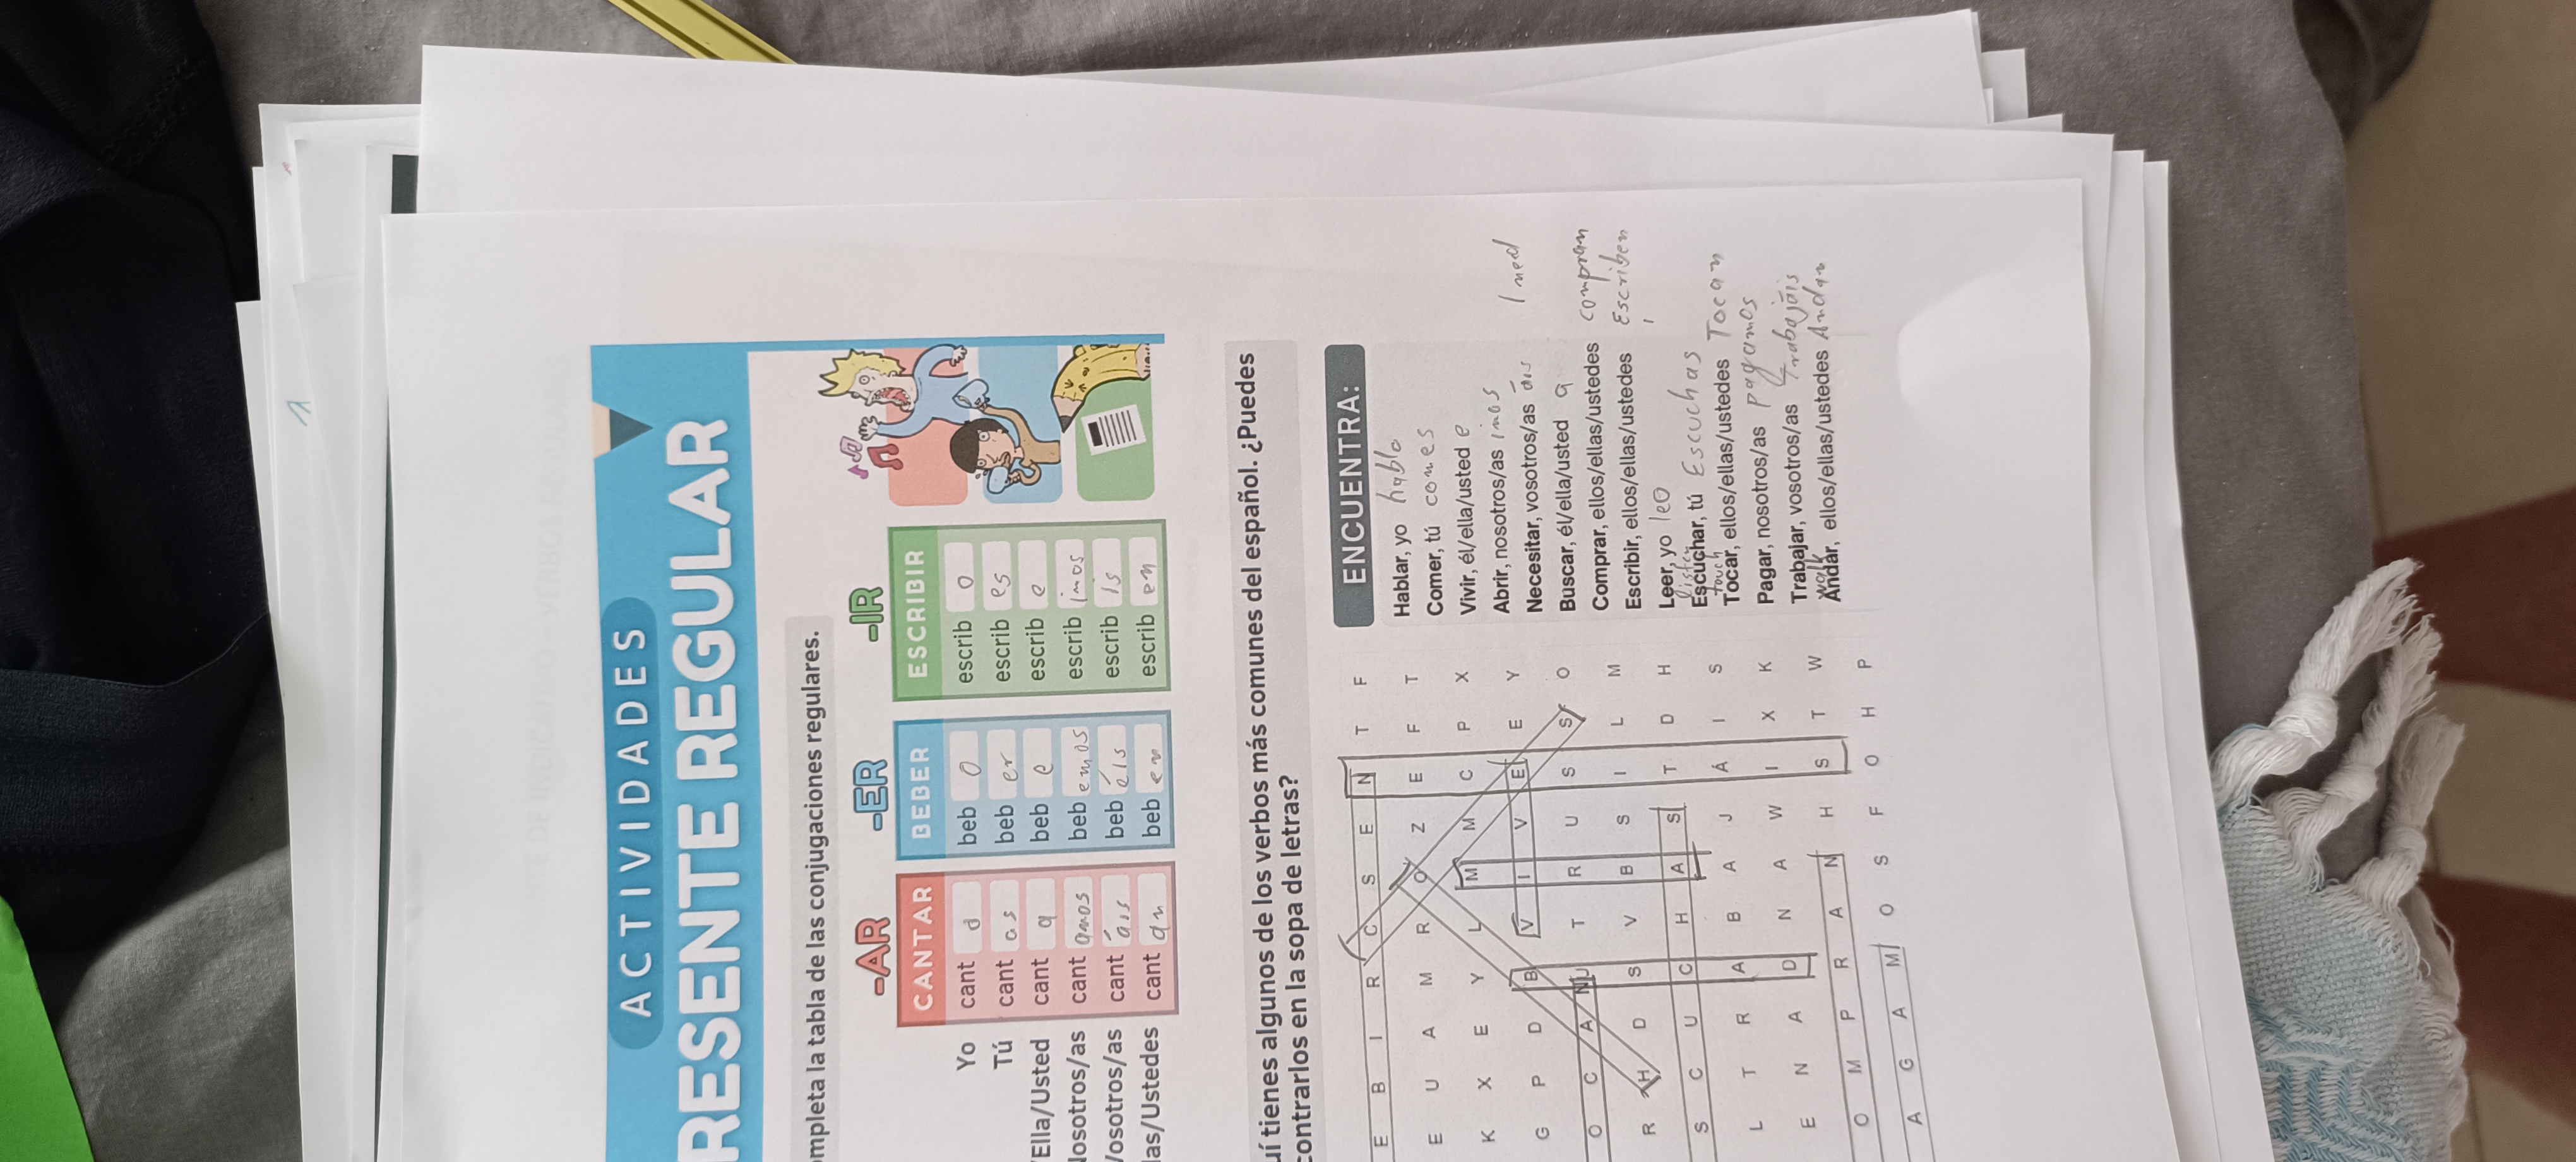 ACTIVIDADES
RESENTE REGULAR
ompleta la tabla de las conjugaciones regulares.
-AR -ER -IR
CANTAR BEBER ESCRIBIR
Yo cant o beb o escrib o
Tú cant as beb er escrib es
/Ella/Usted cant a beb e escrib e
Nosotros/as cant amos beb emos escrib imos
Vosotros/as cant áis beb éis escrib ís
las/Ustedes cant an beb en escrib en
uí tienes algunos de los verbos más comunes del español. ¿Puedes
contrarlos en la sopa de letras?
E B I R C S E N T F
E U A M R O Z E F T
K X E Y L M M C P X
G P D B V I V E E Y
O C A N T R U S S O
R H D S V B S I L M
S C U C H A S T D H
L T R A B A J Á I S
E N A D N A W I X K
O M P R A N H S T W
A G A M O S F O H P
ENCUENTRA:
Hablar, yo hablo
Comer, tú comes
Vivir, él/ella/usted e
Abrir, nosotros/as imos
Necesitar, vosotros/as áis I need
Buscar, él/ella/usted a
Comprar, ellos/ellas/ustedes compran
Escribir, ellos/ellas/ustedes Escriben
Leer, yo leo
listen
Escuchar, tú Escuchas
touch
Tocar, ellos/ellas/ustedes Tocan
Pagar, nosotros/as Pagamos
Trabajar, vosotros/as Trabajáis
walk
Andar, ellos/ellas/ustedes Andan